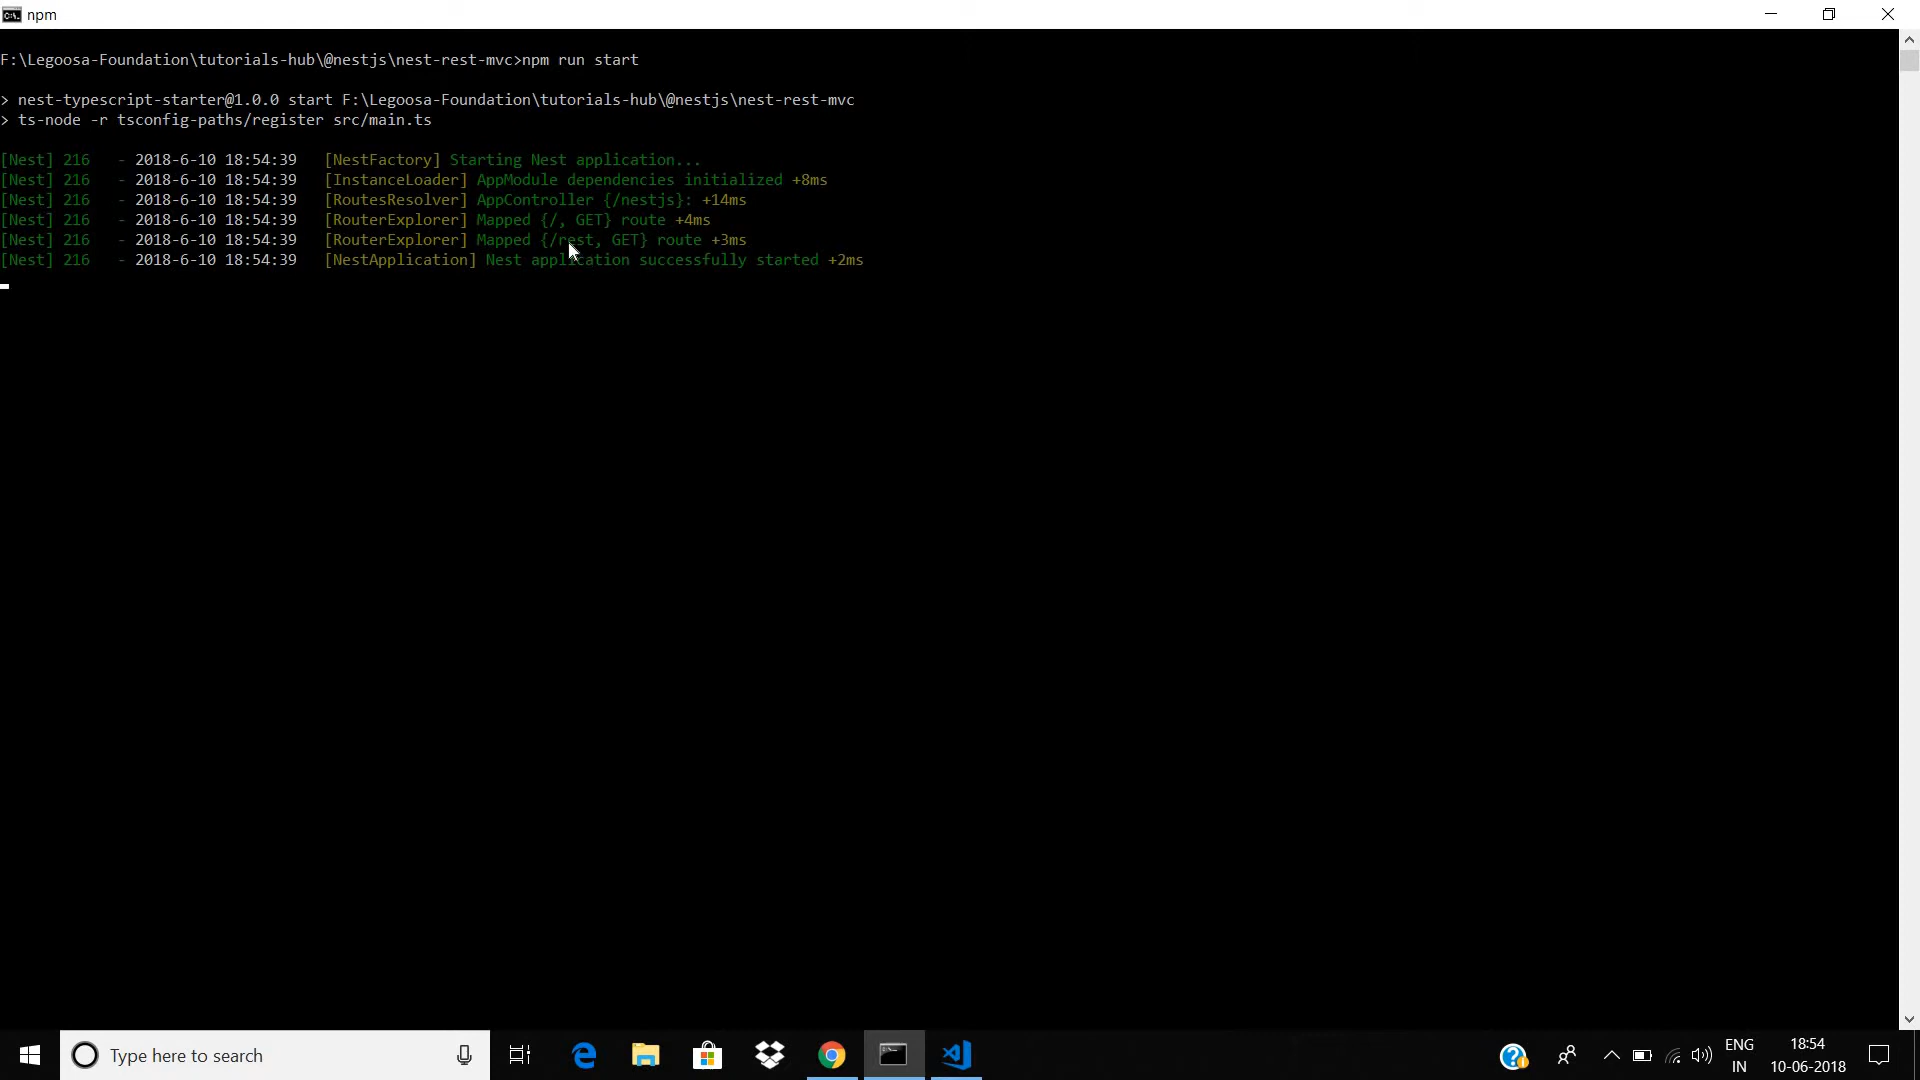 npm
F:\Legoosa-Foundation\tutorials-hub\@nestjs\nest-rest-mvc>npm run start
> nest-typescript-starter@1.0.0 start F:\Legoosa-Foundation\tutorials-hub\@nestjs\nest-rest-mvc
> ts-node -r tsconfig-paths/register src/main.ts
[Nest] 216   - 2018-6-10 18:54:39   [NestFactory] Starting Nest application...
[Nest] 216   - 2018-6-10 18:54:39   [InstanceLoader] AppModule dependencies initialized +8ms
[Nest] 216   - 2018-6-10 18:54:39   [RoutesResolver] AppController {/nestjs}: +14ms
[Nest] 216   - 2018-6-10 18:54:39   [RouterExplorer] Mapped {/, GET} route +4ms
[Nest] 216   - 2018-6-10 18:54:39   [RouterExplorer] Mapped {/rest, GET} route +3ms
[Nest] 216   - 2018-6-10 18:54:39   [NestApplication] Nest application successfully started +2ms
Type here to search
ENG
IN
18:54
10-06-2018